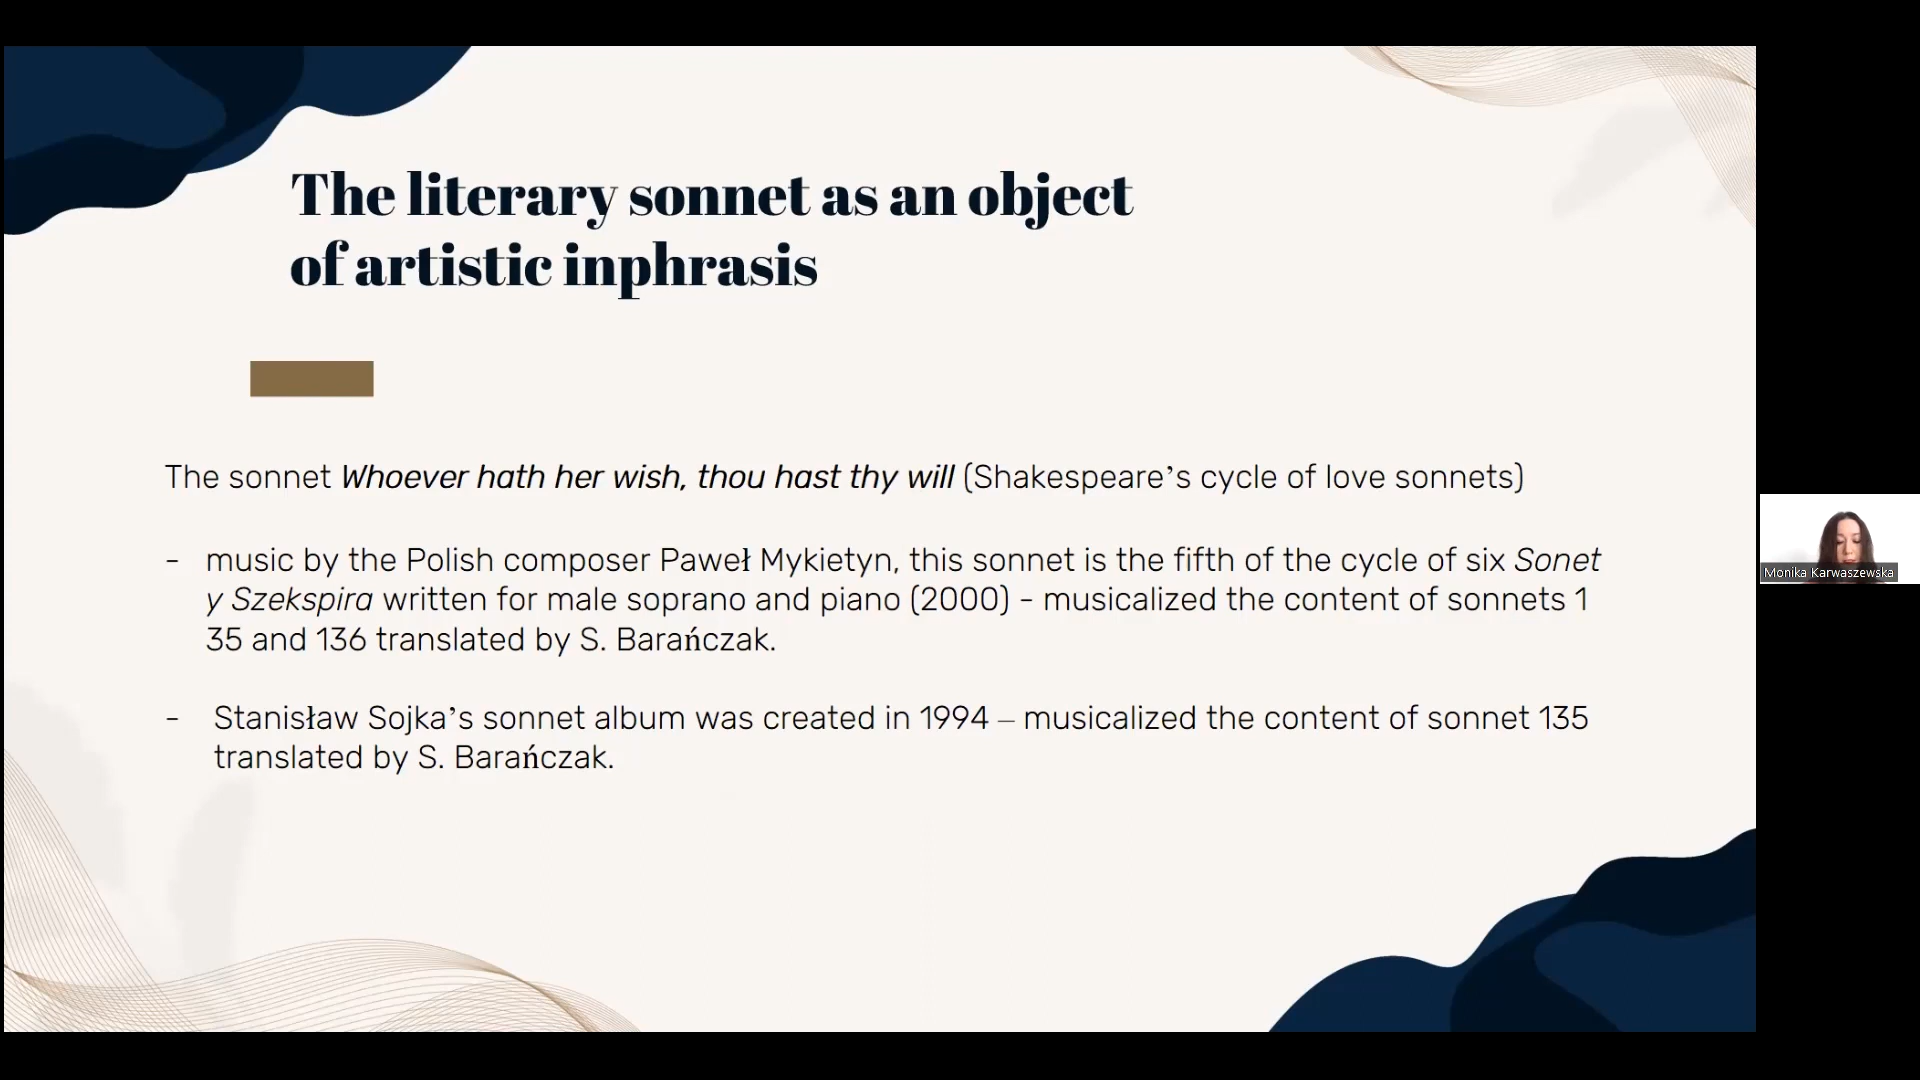 The literary sonnet as an object
of artistic inphrasis
The sonnet Whoever hath her wish, thou hast thy will (Shakespeare’s cycle of love sonnets)
- music by the Polish composer Paweł Mykietyn, this sonnet is the fifth of the cycle of six Sonet
y Szekspira written for male soprano and piano (2000) - musicalized the content of sonnets 1
35 and 136 translated by S. Barańczak.
- Stanisław Sojka’s sonnet album was created in 1994 – musicalized the content of sonnet 135
translated by S. Barańczak.
Monika Karwaszewska